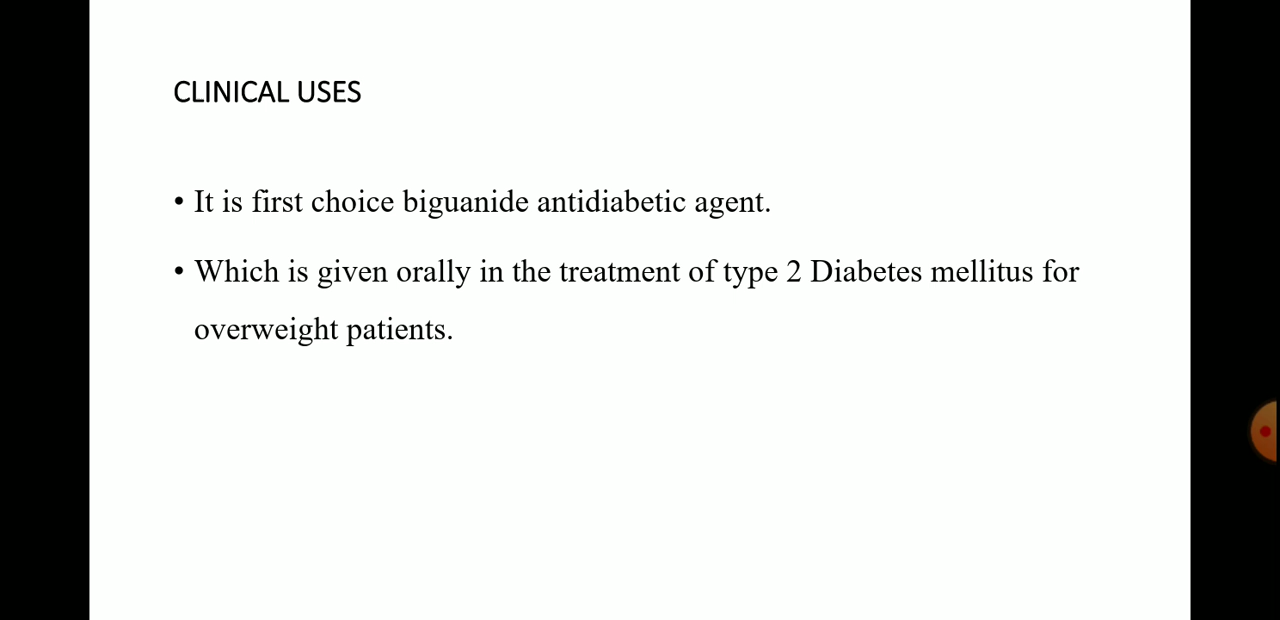 CLINICAL USES
• It is first choice biguanide antidiabetic agent.
• Which is given orally in the treatment of type 2 Diabetes mellitus for
overweight patients.